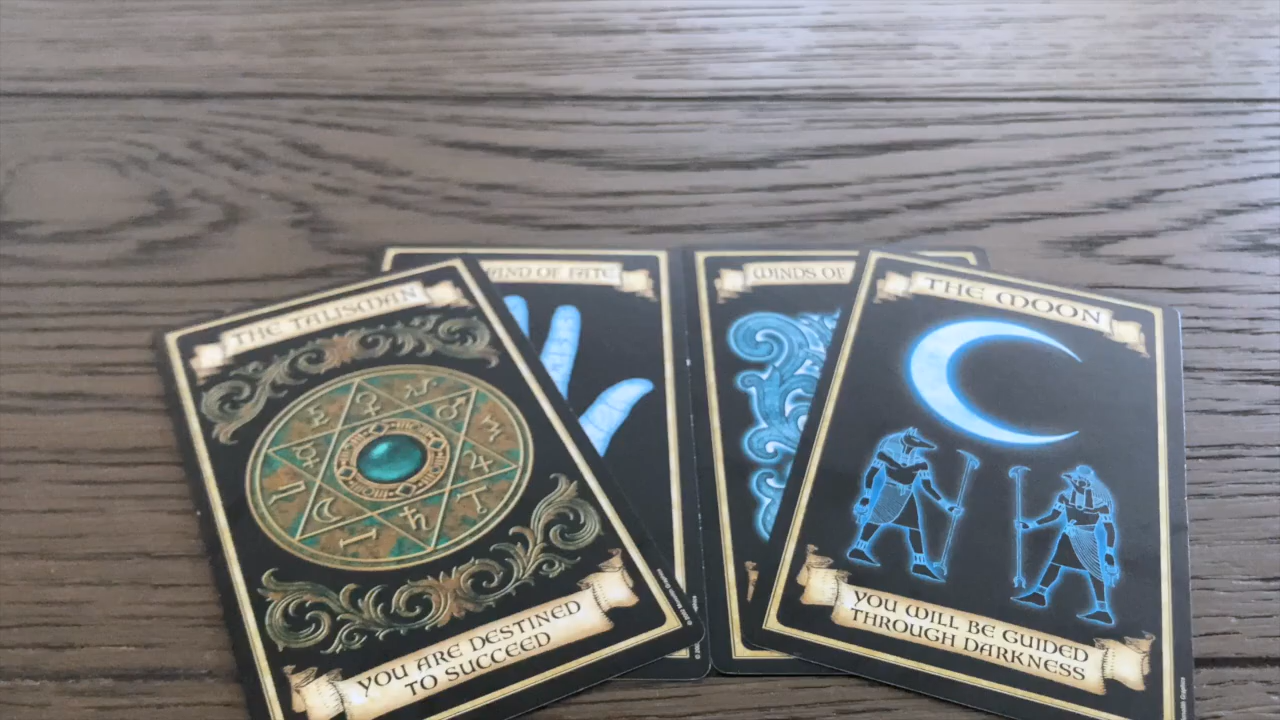 THE TALISMAN
AND OF FATE
WINDS OF
THE MOON
YOU ARE DESTINED
TO SUCCEED
YOU WILL BE GUIDED
THROUGH DARKNESS